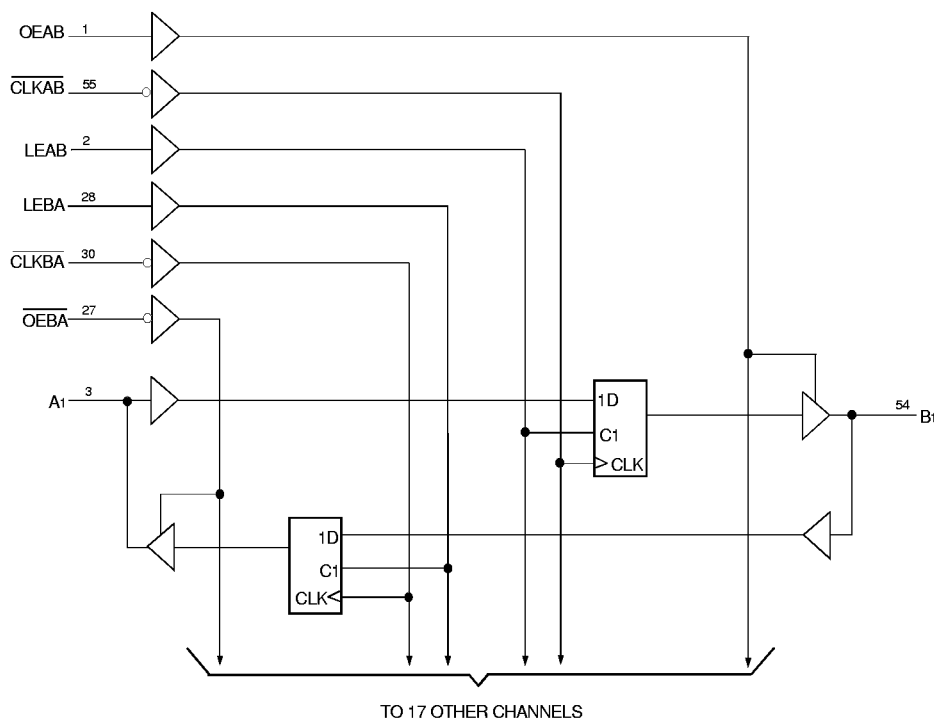 OEAB 1
CLKAB 55
LEAB 2
LEBA 28
CLKBA 30
OEBA 27
A1 3
1D
C1
CLK
54 B1
1D
C1
CLK
TO 17 OTHER CHANNELS